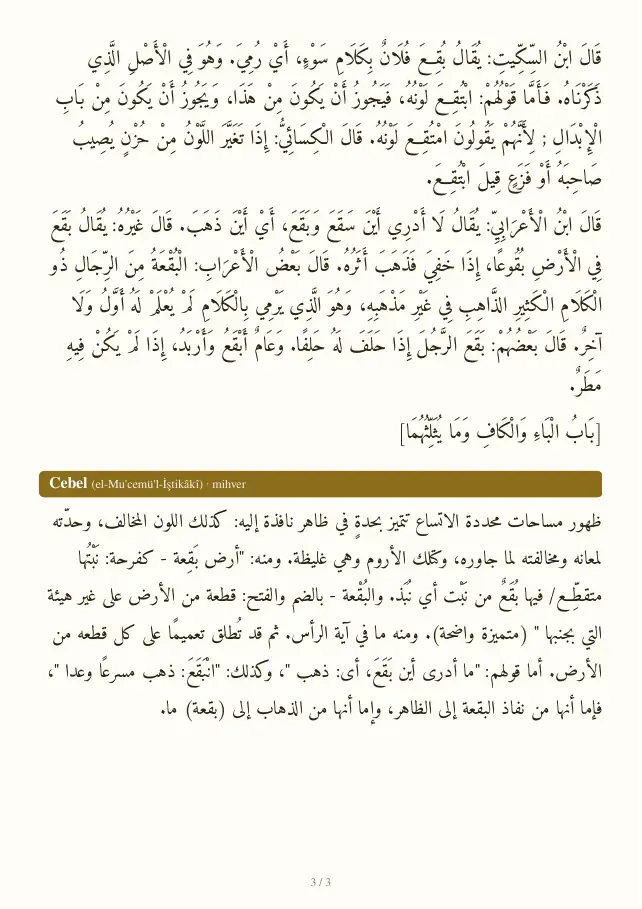 قَالَ ابْنُ السِّكِّيتِ: يُقَالُ بُقِعَ فُلَانٌ بِكَلَامِ سَوْءٍ، أَيْ رُمِيَ. وَهُوَ فِي الْأَصْلِ الَّذِي
ذَكَرْنَاهُ. فَأَمَّا قَوْلُهُمْ: ابْتُقِعَ لَوْنُهُ، فَيَجُوزُ أَنْ يَكُونَ مِنْ هَذَا، وَيَجُوزُ أَنْ يَكُونَ مِنْ بَابِ
الْإِبْدَالِ ; لِأَنَّهُمْ يَقُولُونَ امْتُقِعَ لَوْنُهُ. قَالَ الْكِسَائِيُّ: إِذَا تَغَيَّرَ اللَّوْنُ مِنْ حُزْنٍ يُصِيبُ
صَاحِبَهُ أَوْ فَزَعٍ قِيلَ ابْتُقِعَ.
قَالَ ابْنُ الْأَعْرَابِيِّ: يُقَالُ لَا أَدْرِي أَيْنَ سَقَعَ وَبَقَعَ، أَيْ أَيْنَ ذَهَبَ. قَالَ غَيْرُهُ: يُقَالُ بَقَعَ
فِي الْأَرْضِ بُقُوعًا، إِذَا خَفِيَ فَذَهَبَ أَثَرُهُ. قَالَ بَعْضُ الْأَعْرَابِ: الْبُقْعَةُ مِنَ الرِّجَالِ ذُو
الْكَلَامِ الْكَثِيرِ الذَّاهِبِ فِي غَيْرِ مَذْهَبِهِ، وَهُوَ الَّذِي يَرْمِي بِالْكَلَامِ لَمْ يُعْلَمْ لَهُ أَوَّلُ وَلَا
آخِرٌ. قَالَ بَعْضُهُمْ: بَقَعَ الرَّجُلَ إِذَا حَلَفَ لَهُ حَلِفًا. وَعَامٌ أَبْقَعُ وَأَرْبَدُ، إِذَا لَمْ يَكُنْ فِيهِ
مَطَرٌ.
[بَابُ الْبَاءِ وَالْكَافِ وَمَا يُثَلِّثُهُمَا]
Cebel (el-Mu'cemü'l-İştikâkî) · mihver
ظهور مساحات محددة الاتساع تتميز بحدةٍ في ظاهر نافذة إليه: كذلك اللون المخالف، وحدّته
لمعانه ومخالفته لما جاوره، وكتلك الأروم وهي غليظة. ومنه: "أرض بَقِعة - كفرحة: نَبْتُها
متقطِّع/ فيها بُقَعٌ من نَبْت أي نُبَذ. والبُقْعة - بالضم والفتح: قطعة من الأرض على غير هيئة
التي بجنبها " (متميزة واضحة). ومنه ما في آية الرأس. ثم قد تُطلق تعميمًا على كل قطعه من
الأرض. أما قولهم: "ما أدرى أين بَقَعَ، أى: ذهب "، وكذلك: "انْبَقَعَ: ذهب مسرعًا وعدا "،
فإما أنها من نفاذ البقعة إلى الظاهر، وإما أنها من الذهاب إلى (بقعة) ما.
3 / 3